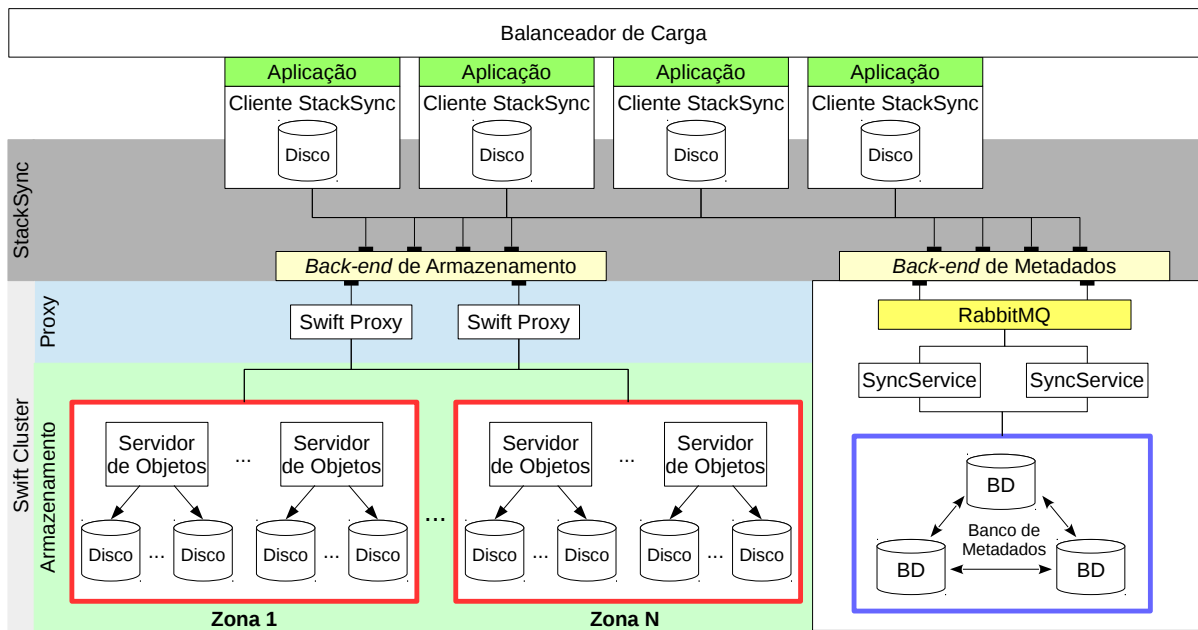 Balanceador de Carga
Aplicação
Aplicação
Aplicação
Aplicação
Cliente StackSync
Cliente StackSync
Cliente StackSync
Cliente StackSync
Disco
Disco
Disco
Disco
StackSync
Back-end de Armazenamento
Back-end de Metadados
Swift Cluster
Proxy
Swift Proxy
Swift Proxy
RabbitMQ
SyncService
SyncService
Armazenamento
Servidor
de Objetos
...
Servidor
de Objetos
Disco
...
Disco
Disco
...
Disco
Zona 1
...
Servidor
de Objetos
...
Servidor
de Objetos
Disco
...
Disco
Disco
...
Disco
Zona N
BD
Banco de
Metadados
BD
BD